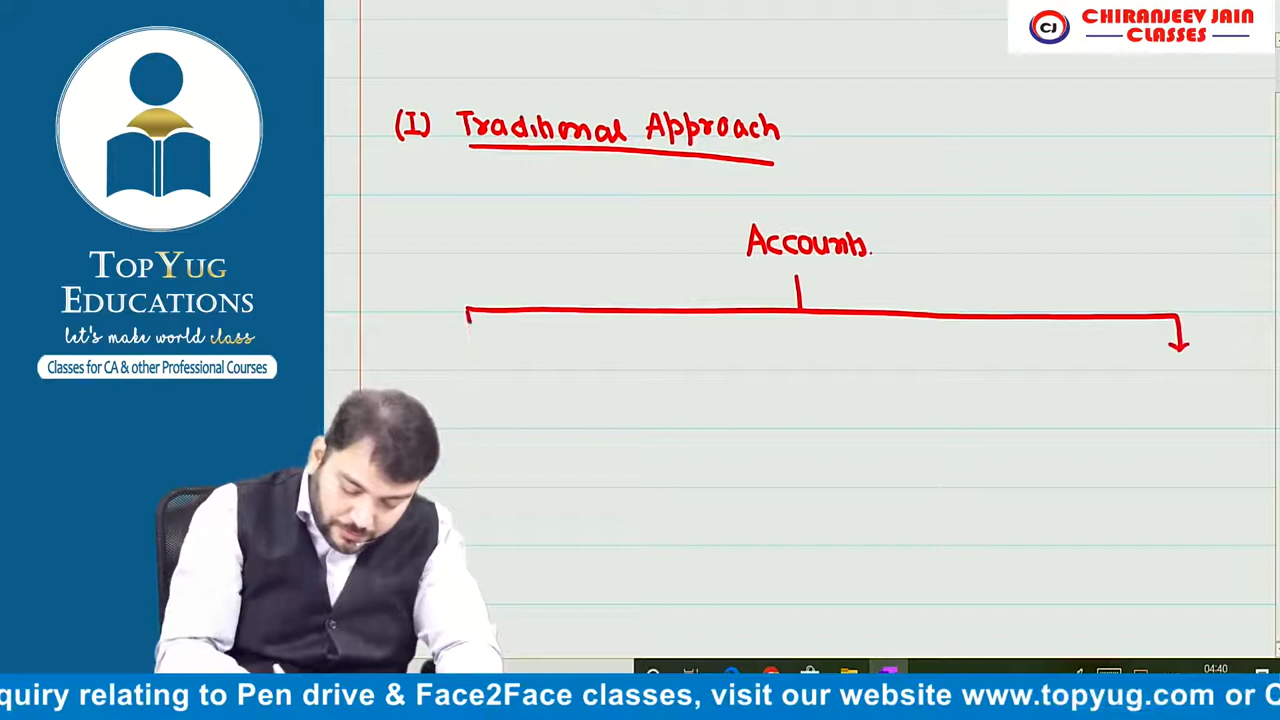 CHIRANJEEV JAIN
CLASSES
CJ
(I) Traditional Approach
Accounts.
TOPYUG
EDUCATIONS
let's make world class
Classes for CA & other Professional Courses
04:40
quiry relating to Pen drive & Face2Face classes, visit our website www.topyug.com or C